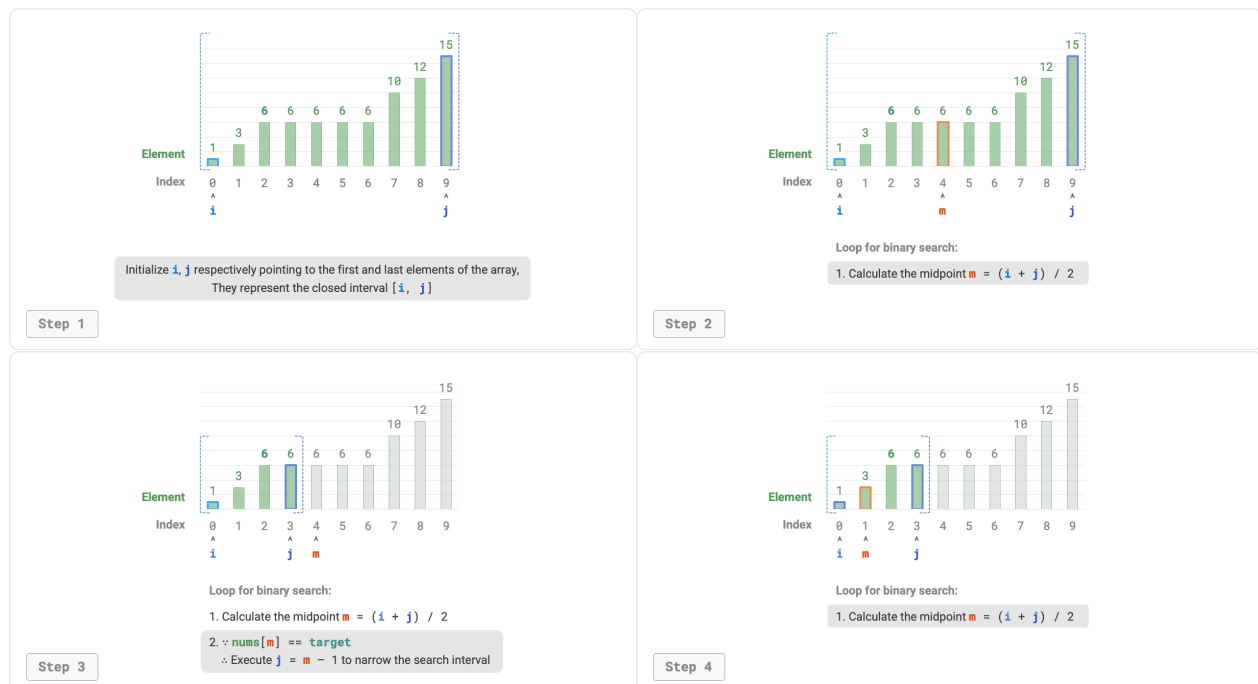 15
12
10
6 6 6 6 6
3
1
Element
Index 0 1 2 3 4 5 6 7 8 9
^ ^
i j
Initialize i, j respectively pointing to the first and last elements of the array,
They represent the closed interval [i, j]
Step 1
15
12
10
6 6 6 6 6
3
1
Element
Index 0 1 2 3 4 5 6 7 8 9
^ ^ ^
i m j
Loop for binary search:
1. Calculate the midpoint m = (i + j) / 2
Step 2
15
12
10
6 6 6 6 6
3
1
Element
Index 0 1 2 3 4 5 6 7 8 9
^ ^ ^
i j m
Loop for binary search:
1. Calculate the midpoint m = (i + j) / 2
2. ∵ nums[m] == target
∴ Execute j = m − 1 to narrow the search interval
Step 3
15
12
10
6 6 6 6 6
3
1
Element
Index 0 1 2 3 4 5 6 7 8 9
^ ^ ^
i m j
Loop for binary search:
1. Calculate the midpoint m = (i + j) / 2
Step 4